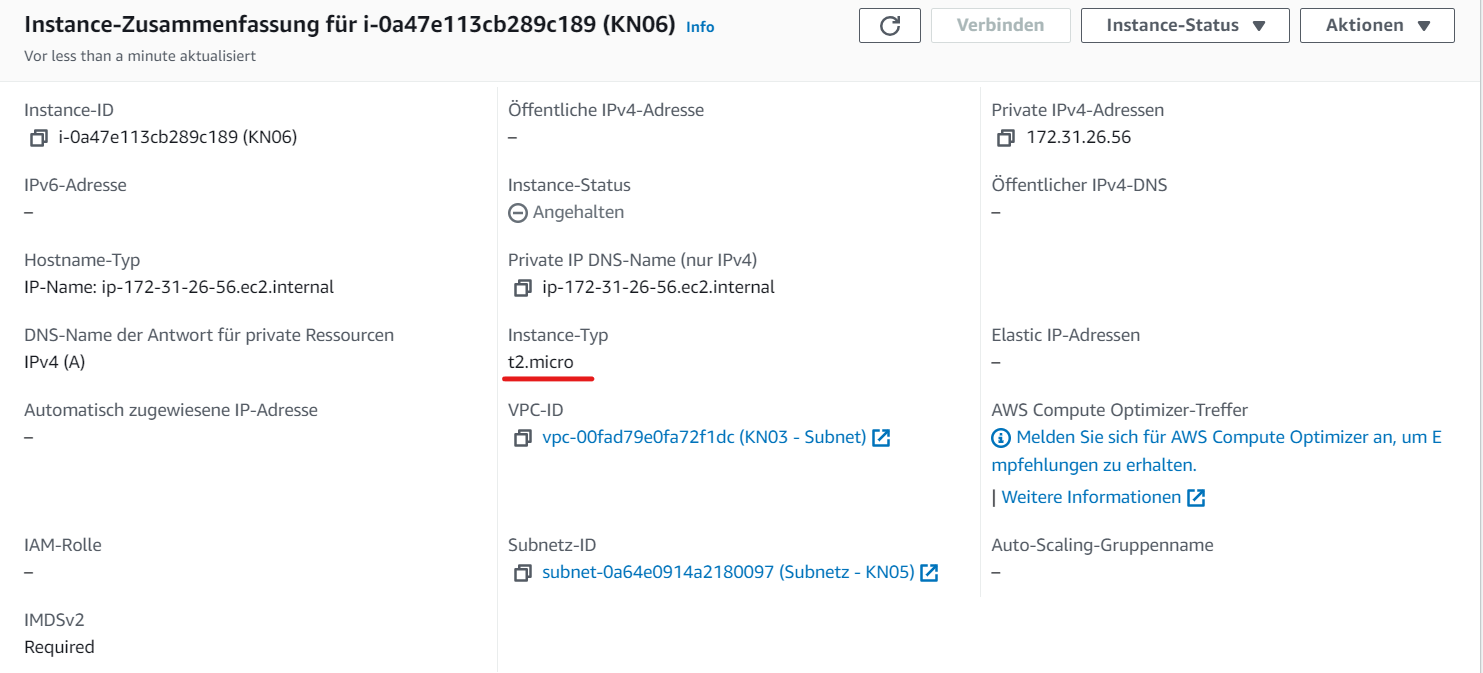 Instance-Zusammenfassung für i-0a47e113cb289c189 (KN06) Info
Vor less than a minute aktualisiert
Verbinden
Instance-Status
Aktionen
Instance-ID
i-0a47e113cb289c189 (KN06)
Öffentliche IPv4-Adresse
–
Private IPv4-Adressen
172.31.26.56
IPv6-Adresse
–
Instance-Status
Angehalten
Öffentlicher IPv4-DNS
–
Hostname-Typ
IP-Name: ip-172-31-26-56.ec2.internal
Private IP DNS-Name (nur IPv4)
ip-172-31-26-56.ec2.internal
DNS-Name der Antwort für private Ressourcen
IPv4 (A)
Instance-Typ
t2.micro
Elastic IP-Adressen
–
Automatisch zugewiesene IP-Adresse
–
VPC-ID
vpc-00fad79e0fa72f1dc (KN03 - Subnet)
AWS Compute Optimizer-Treffer
Melden Sie sich für AWS Compute Optimizer an, um E
mpfehlungen zu erhalten.
| Weitere Informationen
IAM-Rolle
–
Subnetz-ID
subnet-0a64e0914a2180097 (Subnetz - KN05)
Auto-Scaling-Gruppenname
–
IMDSv2
Required